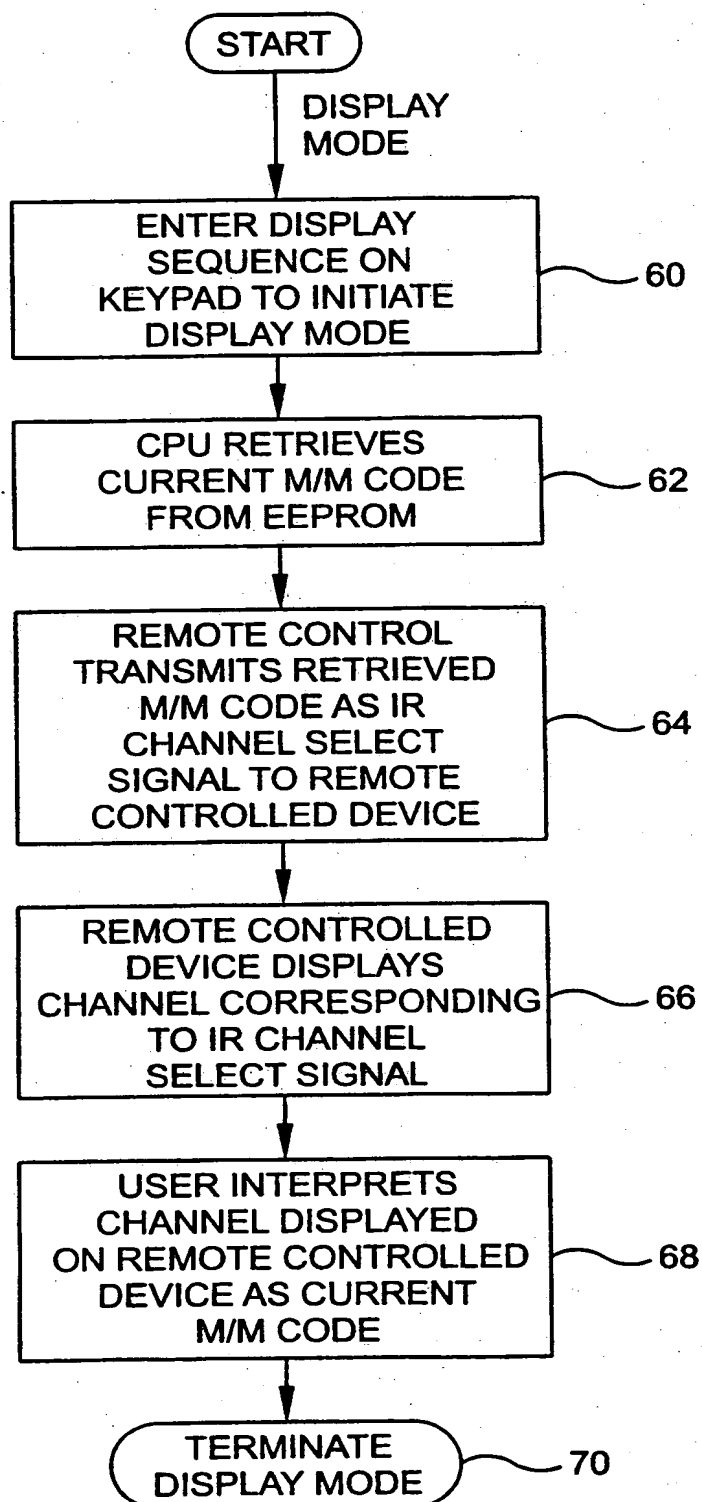 START
DISPLAY
MODE
ENTER DISPLAY
SEQUENCE ON
KEYPAD TO INITIATE
DISPLAY MODE
60
CPU RETRIEVES
CURRENT M/M CODE
FROM EEPROM
62
REMOTE CONTROL
TRANSMITS RETRIEVED
M/M CODE AS IR
CHANNEL SELECT
SIGNAL TO REMOTE
CONTROLLED DEVICE
64
REMOTE CONTROLLED
DEVICE DISPLAYS
CHANNEL CORRESPONDING
TO IR CHANNEL
SELECT SIGNAL
66
USER INTERPRETS
CHANNEL DISPLAYED
ON REMOTE CONTROLLED
DEVICE AS CURRENT
M/M CODE
68
TERMINATE
DISPLAY MODE
70